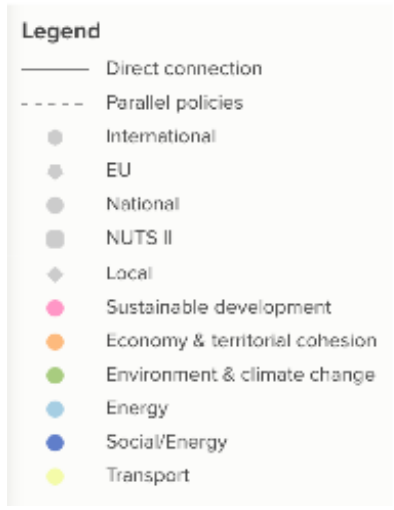 Legend
Direct connection
Parallel policies
International
EU
National
NUTS II
Local
Sustainable development
Economy & territorial cohesion
Environment & climate change
Energy
Social/Energy
Transport